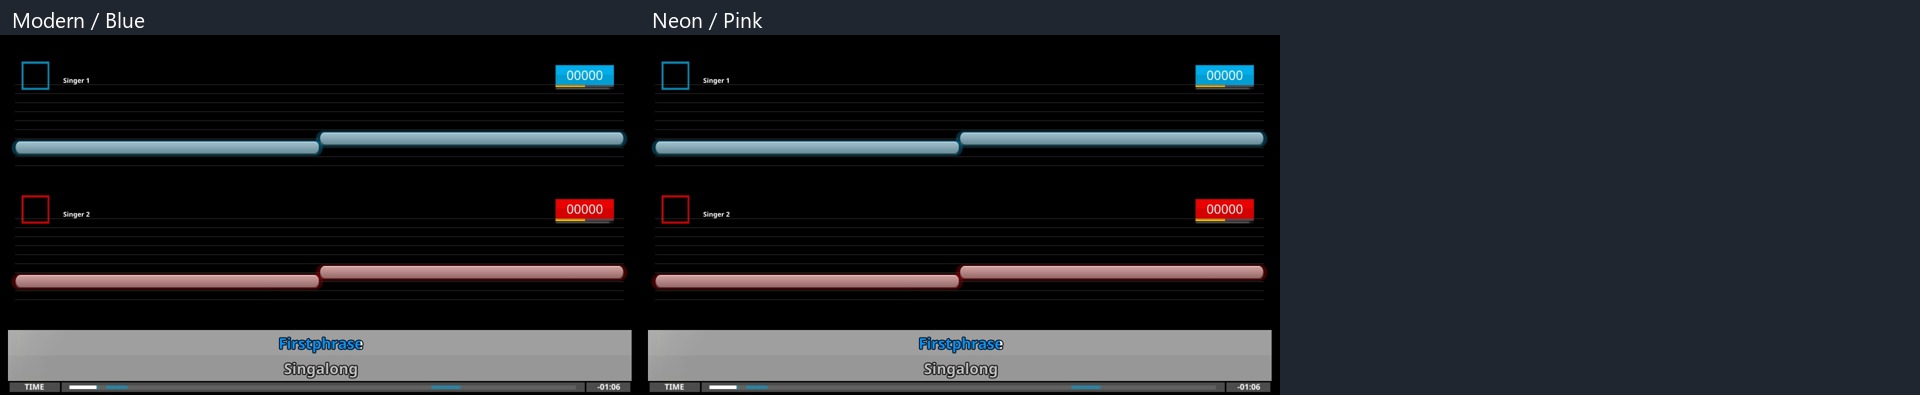 Modern / Blue
Singer 1
00000
Singer 2
00000
Firstphrase
Singalong
TIME
-01:06
Neon / Pink
Singer 1
00000
Singer 2
00000
Firstphrase
Singalong
TIME
-01:06